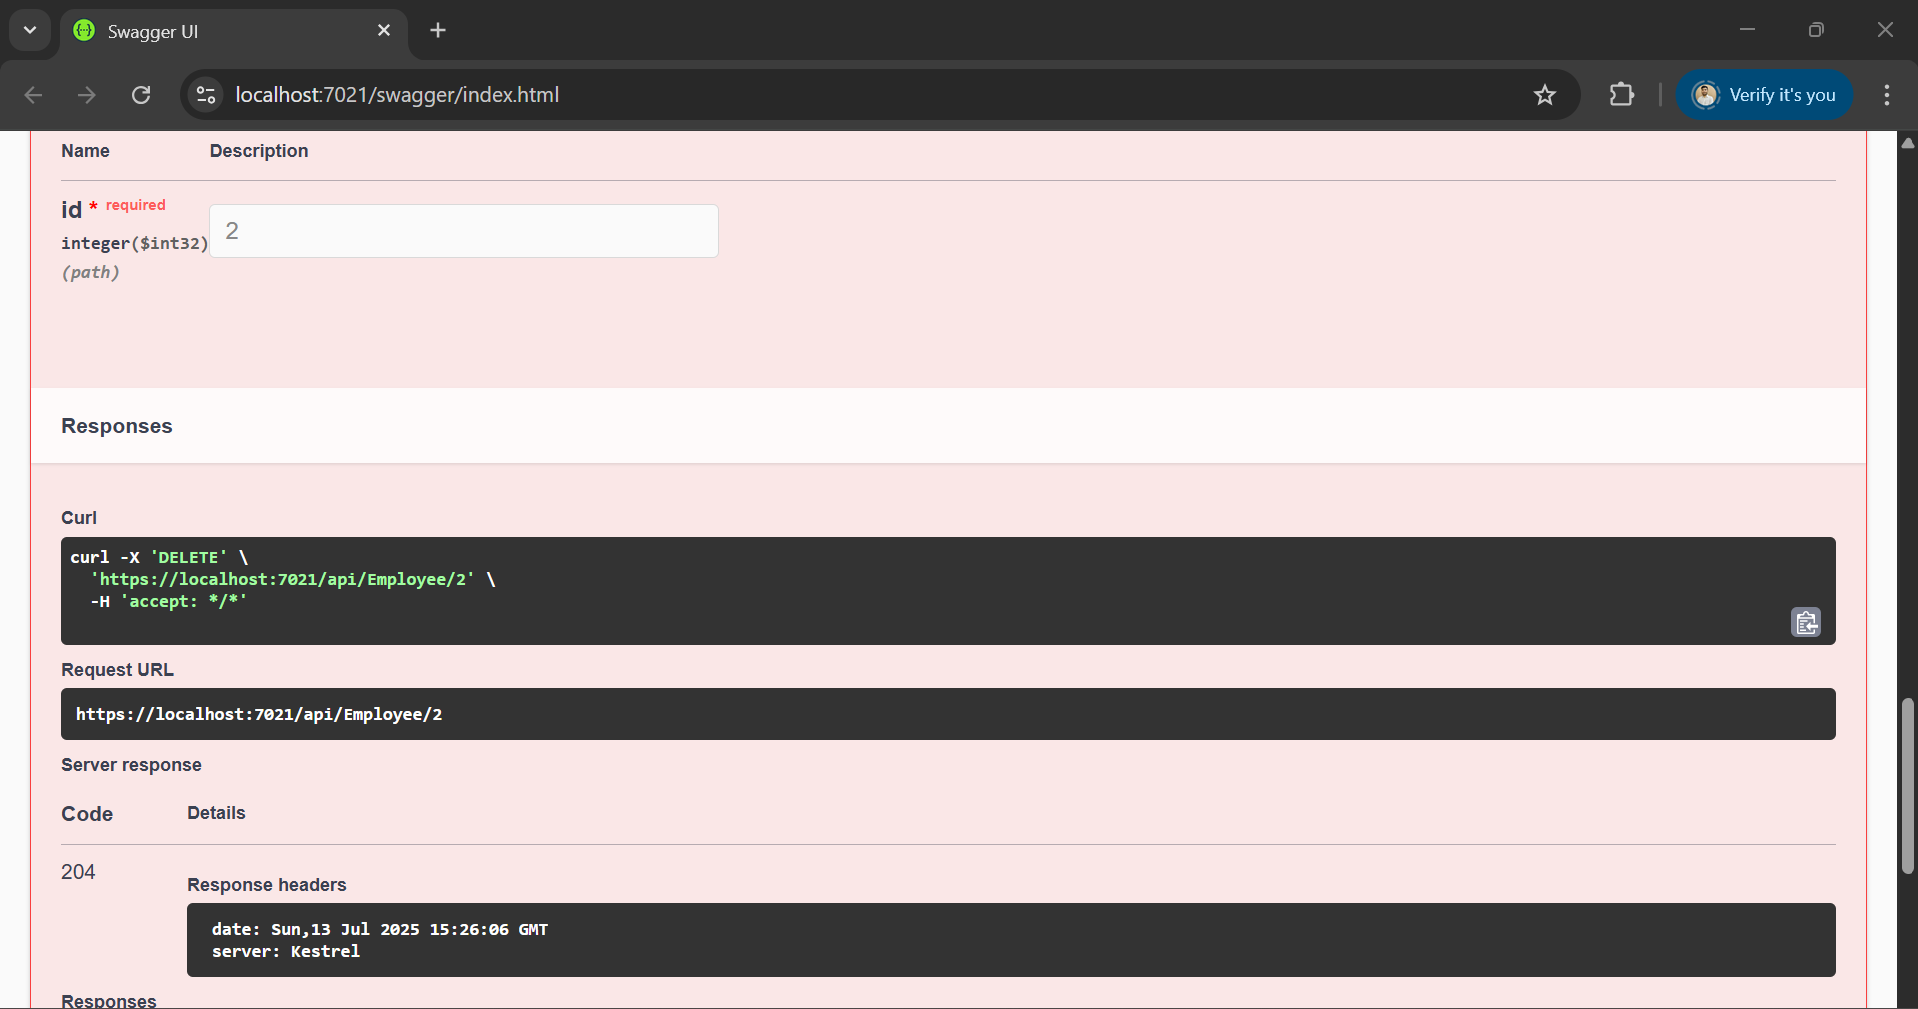 Swagger UI
localhost:7021/swagger/index.html
Verify it's you
Name Description
id * required
2
integer($int32)
(path)
Responses
Curl
curl -X 'DELETE' \
'https://localhost:7021/api/Employee/2' \
-H 'accept: */*'
Request URL
https://localhost:7021/api/Employee/2
Server response
Code Details
204
Response headers
date: Sun,13 Jul 2025 15:26:06 GMT
server: Kestrel
Responses